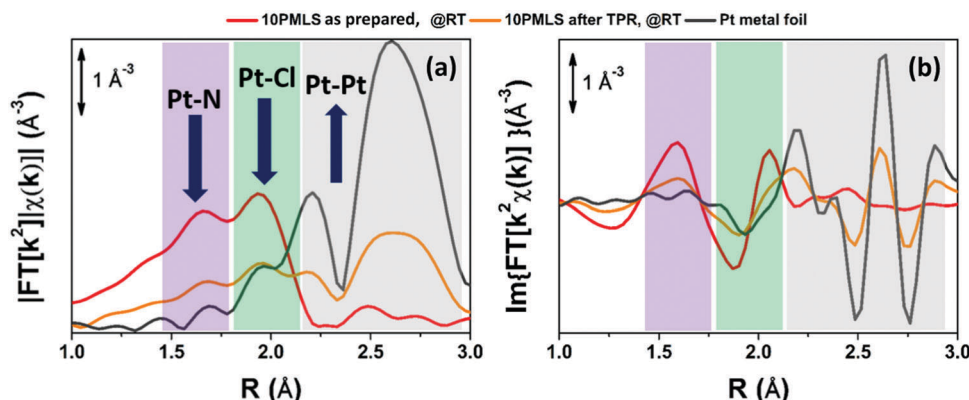 10PMLS as prepared, @RT 10PMLS after TPR, @RT Pt metal foil
(a)
1 Å⁻³
Pt-N
Pt-Cl
Pt-Pt
|FT[k²]|χ(k)|| (Å⁻³)
1.0 1.5 2.0 2.5 3.0
R (Å)
(b)
1 Å⁻³
Im{FT[k²χ(k)] }(Å⁻³)
1.0 1.5 2.0 2.5 3.0
R (Å)